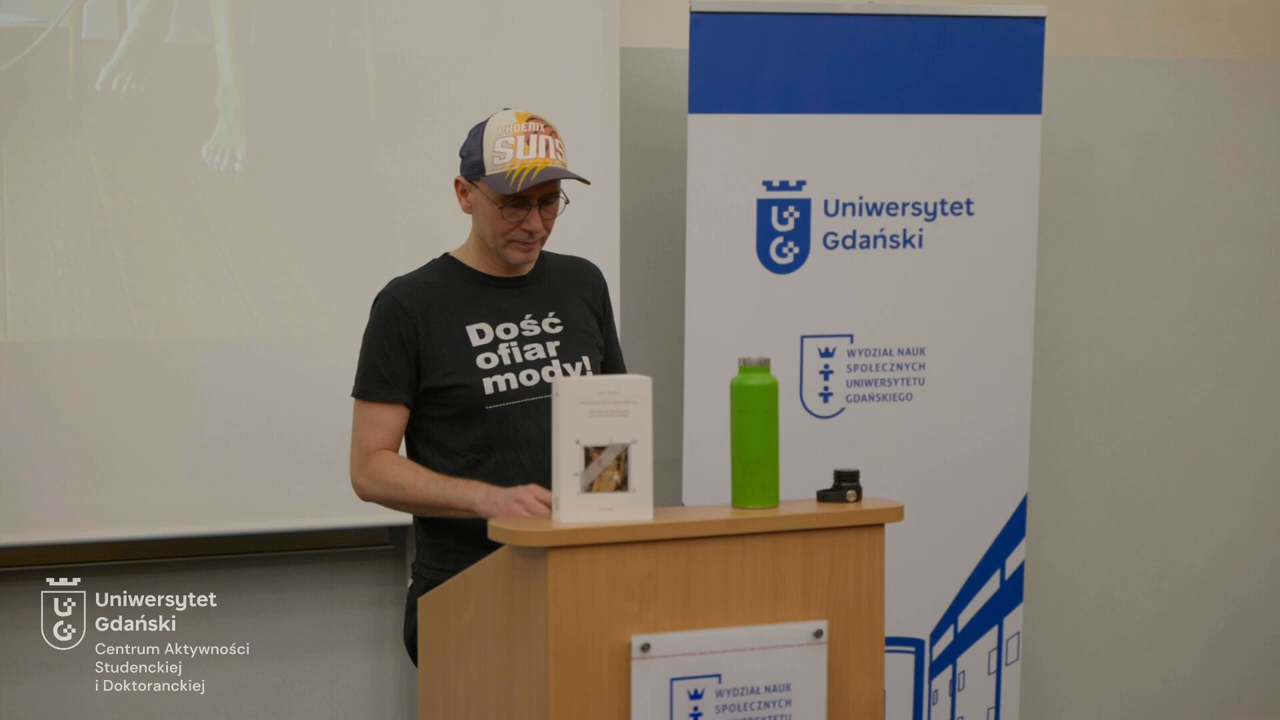 PHOENIX
SUNS
Dość
ofiar
mody!
Uniwersytet
Gdański
WYDZIAŁ NAUK
SPOŁECZNYCH
UNIWERSYTETU
GDAŃSKIEGO
WYDZIAŁ NAUK
SPOŁECZNYCH
Uniwersytet
Gdański
Centrum Aktywności
Studenckiej
i Doktoranckiej